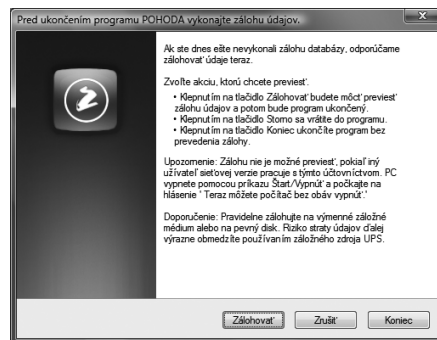 Pred ukončením programu POHODA vykonajte zálohu údajov.
Ak ste dnes ešte nevykonali zálohu databázy, odporúčame
zálohovať údaje teraz.
Zvoľte akciu, ktorú chcete previesť.
• Klepnutím na tlačidlo Zálohovať budete môcť previesť
zálohu údajov a potom bude program ukončený.
• Klepnutím na tlačidlo Storno sa vrátite do programu.
• Klepnutím na tlačidlo Koniec ukončíte program bez
prevedenia zálohy.
Upozornenie: Zálohu nie je možné previesť, pokiaľ iný
užívateľ sieťovej verzie pracuje s týmto účtovníctvom. PC
vypnete pomocou príkazu Štart/Vypnúť a počkajte na
hlásenie ' Teraz môžete počítač bez obáv vypnúť.'
Doporučenie: Pravidelne zálohujte na výmenné záložné
médium alebo na pevný disk. Riziko straty údajov ďalej
výrazne obmedzíte používaním záložného zdroja UPS.
Zálohovať Zrušiť Koniec